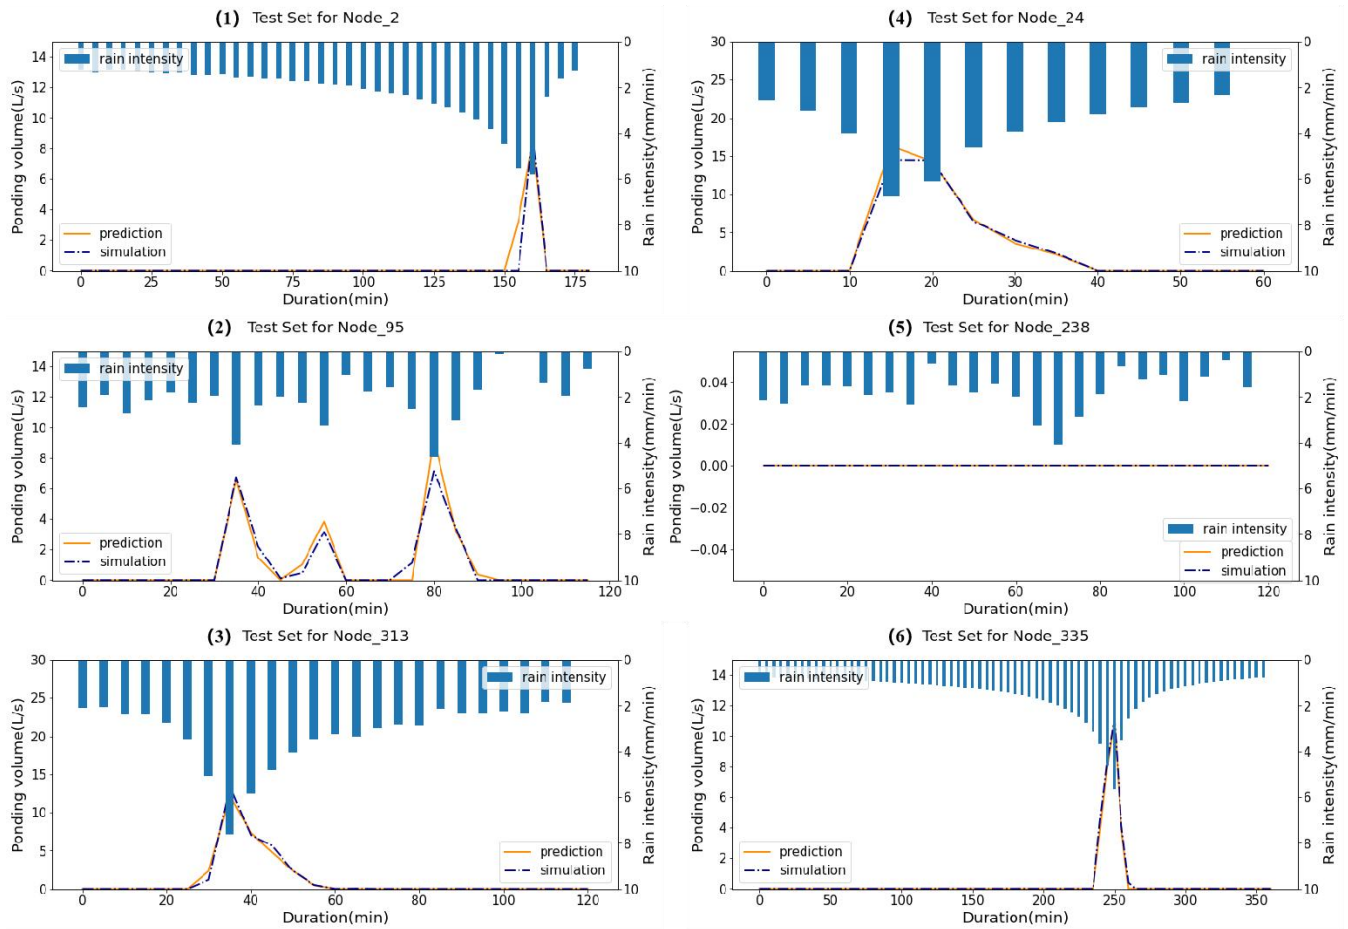 (1) Test Set for Node_2
14
12
10
8
6
4
2
0
Ponding volume(L/s)
rain intensity
prediction
simulation
0
2
4
6
8
10
Rain intensity(mm/min)
0 25 50 75 100 125 150 175
Duration(min)
(4) Test Set for Node_24
30
25
20
15
10
5
0
Ponding volume(L/s)
rain intensity
prediction
simulation
0
2
4
6
8
10
Rain intensity(mm/min)
0 10 20 30 40 50 60
Duration(min)
(2) Test Set for Node_95
14
12
10
8
6
4
2
0
Ponding volume(L/s)
rain intensity
prediction
simulation
0
2
4
6
8
10
Rain intensity(mm/min)
0 20 40 60 80 100 120
Duration(min)
(5) Test Set for Node_238
0.04
0.02
0.00
−0.02
−0.04
Ponding volume(L/s)
rain intensity
prediction
simulation
0
2
4
6
8
10
Rain intensity(mm/min)
0 20 40 60 80 100 120
Duration(min)
(3) Test Set for Node_313
30
25
20
15
10
5
0
Ponding volume(L/s)
rain intensity
prediction
simulation
0
2
4
6
8
10
Rain intensity(mm/min)
0 20 40 60 80 100 120
Duration(min)
(6) Test Set for Node_335
14
12
10
8
6
4
2
0
Ponding volume(L/s)
rain intensity
prediction
simulation
0
2
4
6
8
10
Rain intensity(mm/min)
0 50 100 150 200 250 300 350
Duration(min)